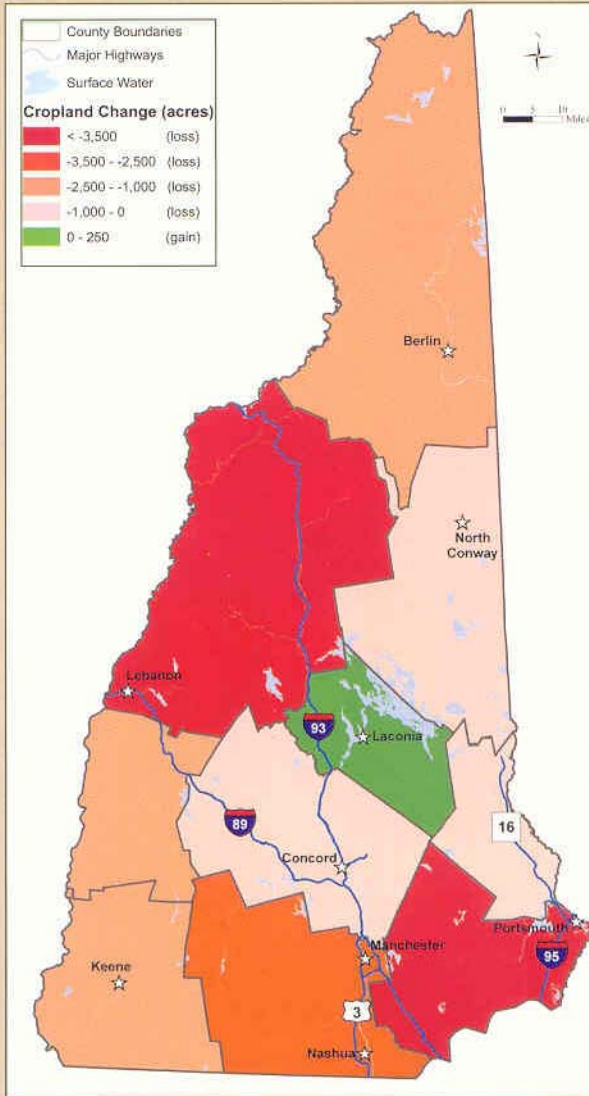 County Boundaries
Major Highways
Surface Water
Cropland Change (acres)
< -3,500 (loss)
-3,500 - -2,500 (loss)
-2,500 - -1,000 (loss)
-1,000 - 0 (loss)
0 - 250 (gain)
0 5 10
Miles
Berlin
North
Conway
Lebanon
93
Laconia
89
16
Concord
Portsmouth
Manchester
95
Keene
3
Nashua